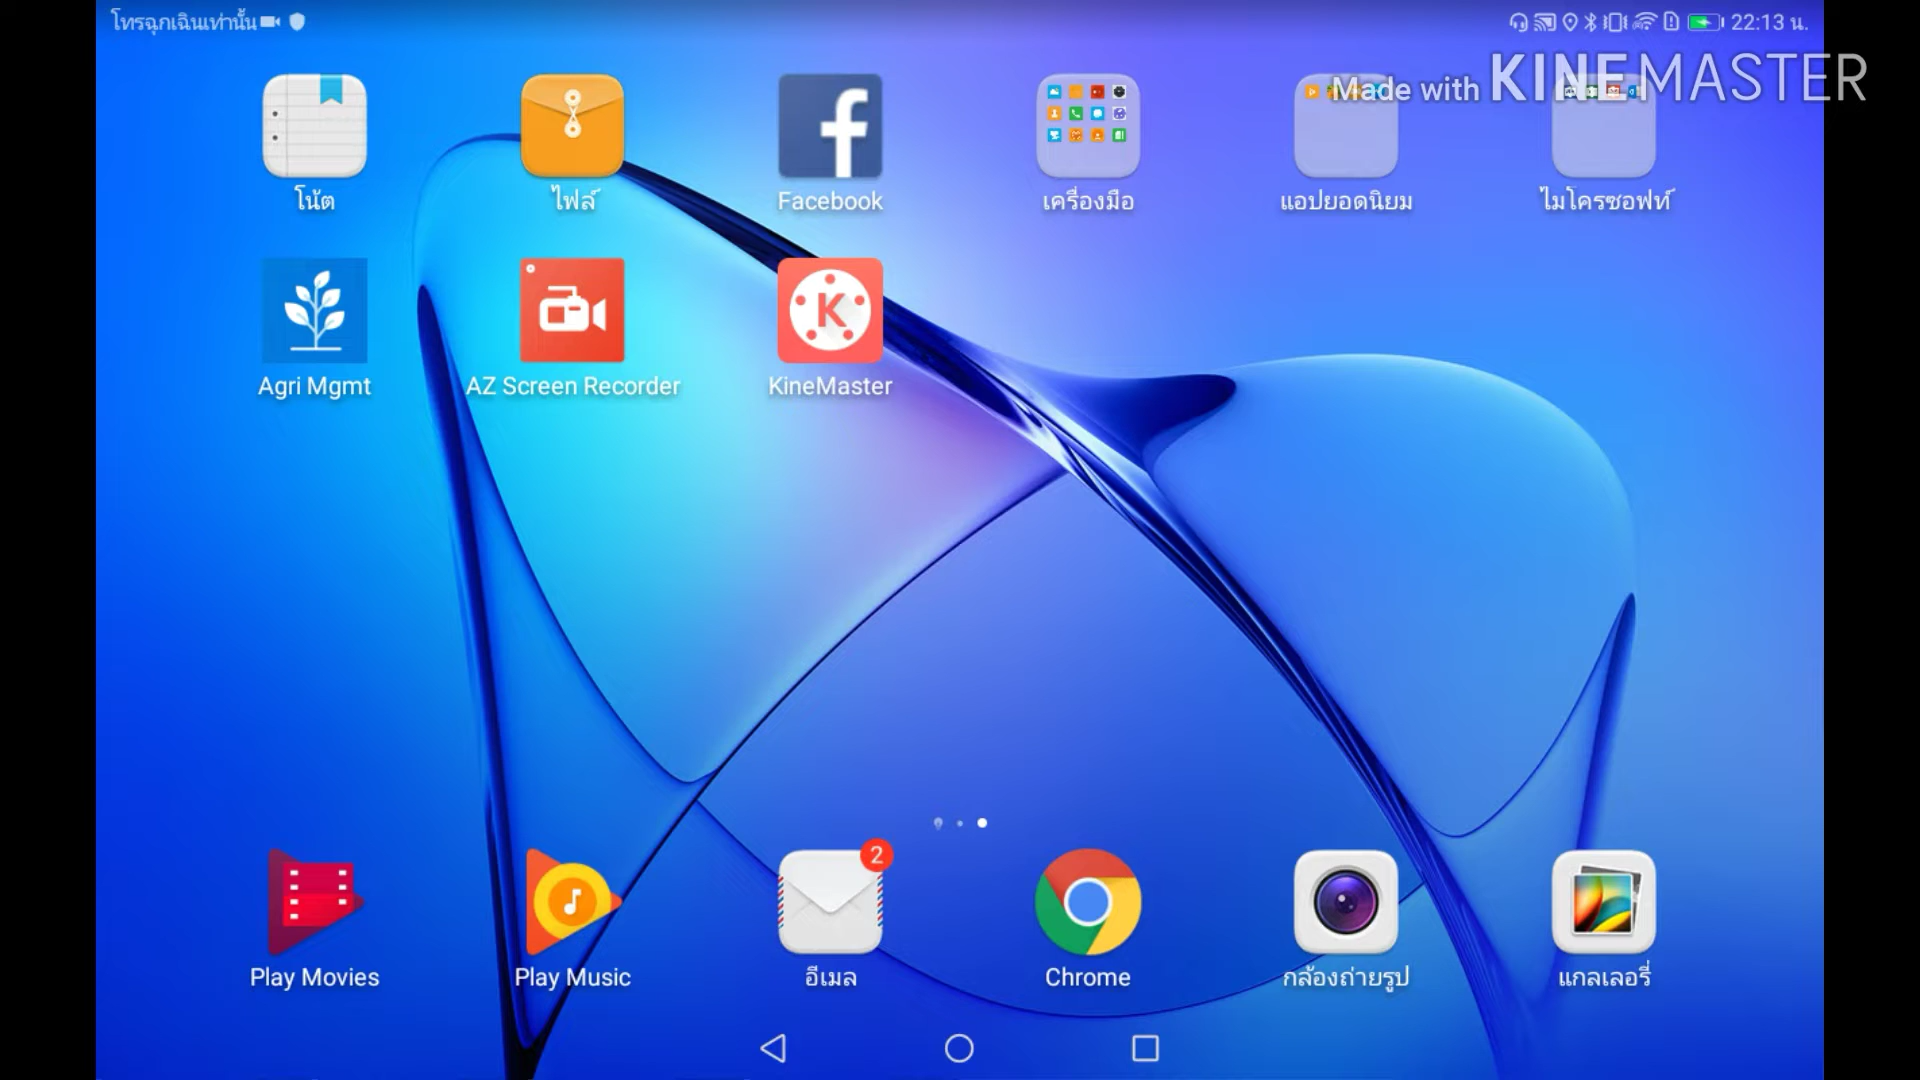 โทรฉุกเฉินเท่านั้น
22:13 น.
Made with KINEMASTER
โน้ต
ไฟล์
Facebook
เครื่องมือ
แอปยอดนิยม
ไมโครซอฟท์
Agri Mgmt
AZ Screen Recorder
K
KineMaster
2
Play Movies
Play Music
อีเมล
Chrome
กล้องถ่ายรูป
แกลเลอรี่